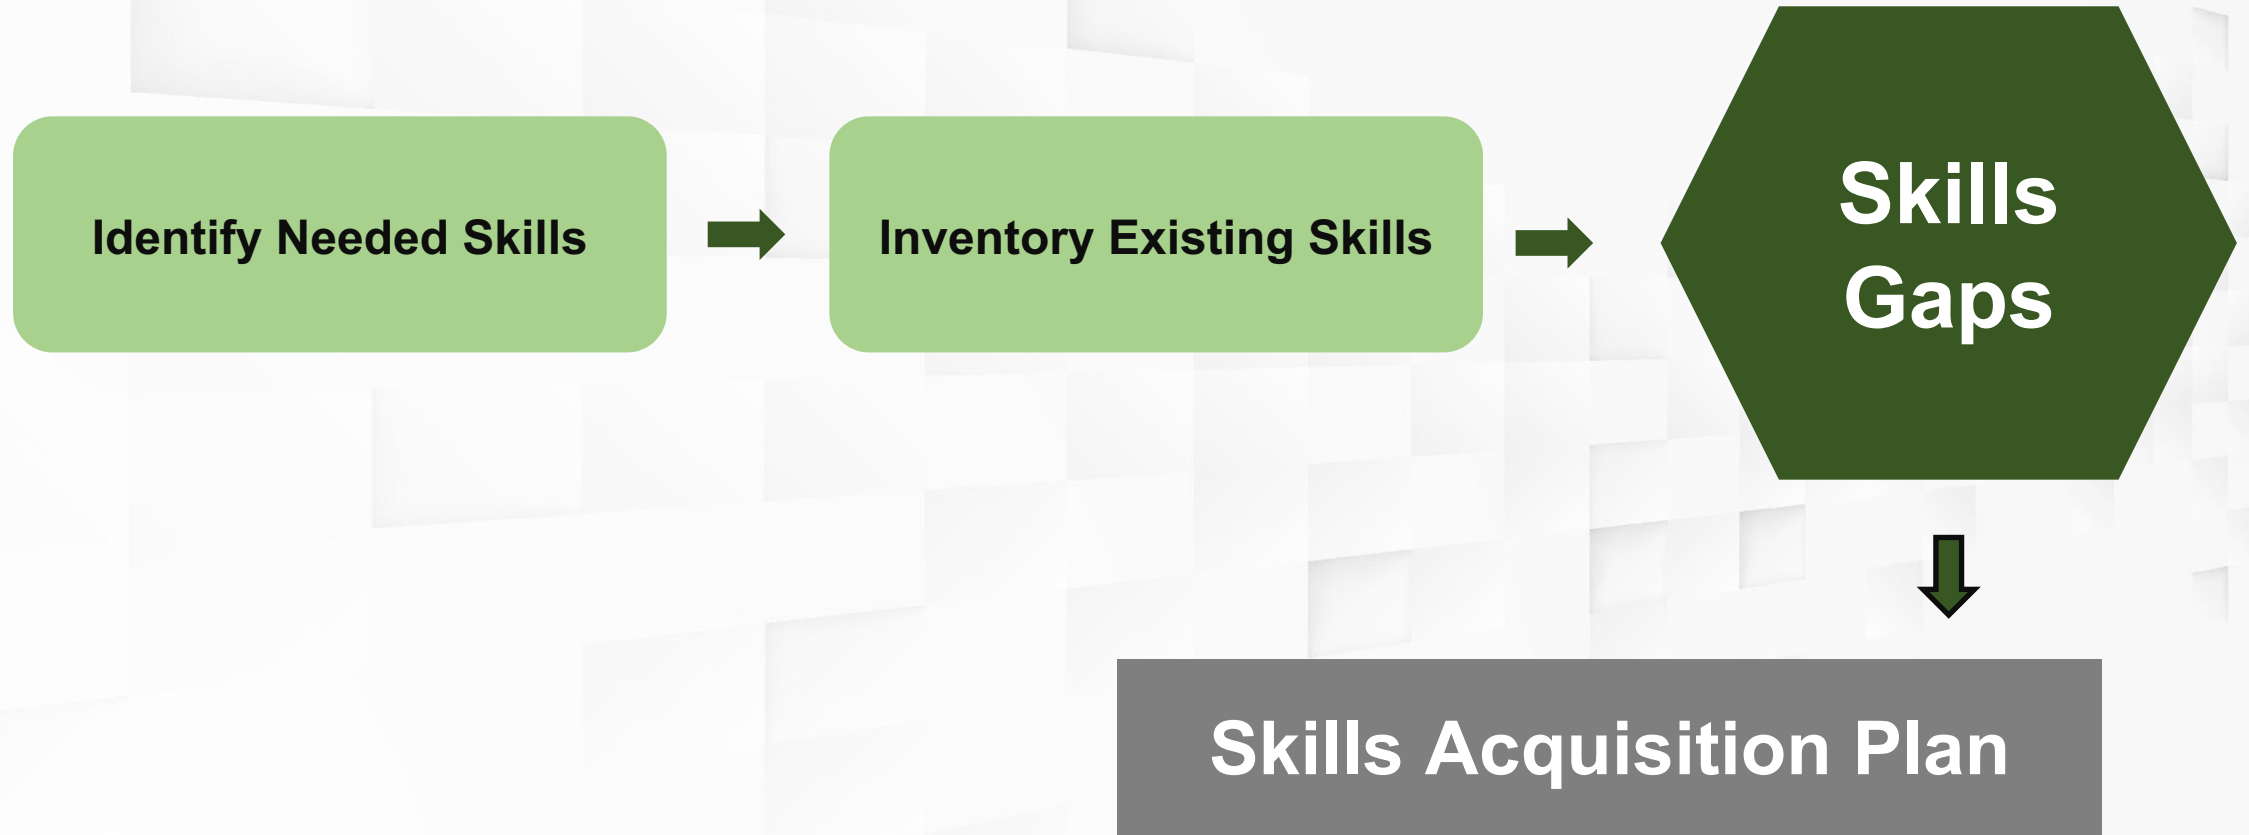 Identify Needed Skills
Inventory Existing Skills
Skills
Gaps
Skills Acquisition Plan